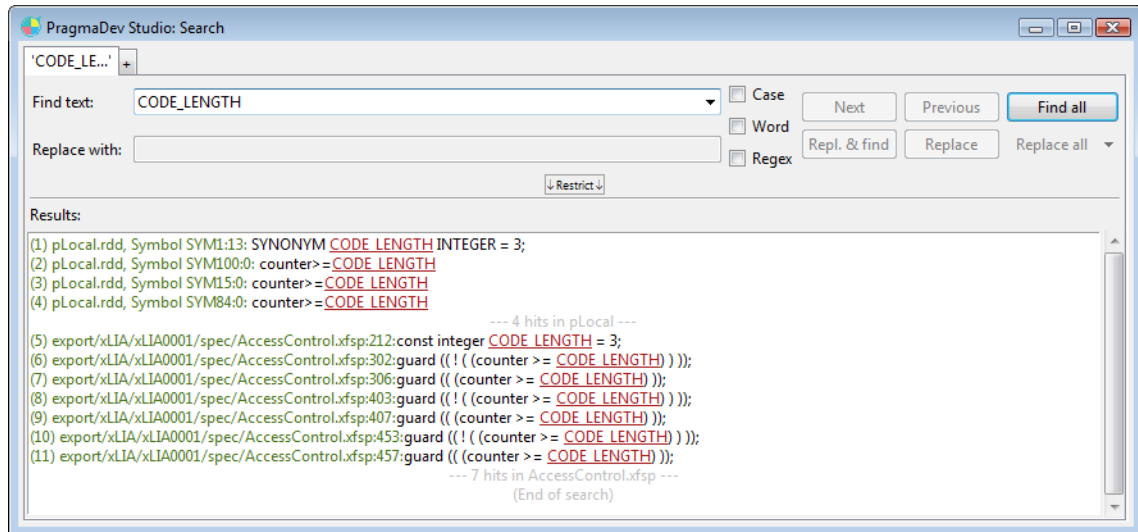 PragmaDev Studio: Search
'CODE_LE...' +
Find text: CODE_LENGTH Case Next Previous Find all
Word
Replace with: Repl. & find Replace Replace all
Regex
↓Restrict↓
Results:
(1) pLocal.rdd, Symbol SYM1:13: SYNONYM CODE_LENGTH INTEGER = 3;
(2) pLocal.rdd, Symbol SYM100:0: counter>=CODE_LENGTH
(3) pLocal.rdd, Symbol SYM15:0: counter>=CODE_LENGTH
(4) pLocal.rdd, Symbol SYM84:0: counter>=CODE_LENGTH
--- 4 hits in pLocal ---
(5) export/xLIA/xLIA0001/spec/AccessControl.xfsp:212:const integer CODE_LENGTH = 3;
(6) export/xLIA/xLIA0001/spec/AccessControl.xfsp:302:guard (( ! ( (counter >= CODE_LENGTH) ) ));
(7) export/xLIA/xLIA0001/spec/AccessControl.xfsp:306:guard (( (counter >= CODE_LENGTH) ));
(8) export/xLIA/xLIA0001/spec/AccessControl.xfsp:403:guard (( ! ( (counter >= CODE_LENGTH) ) ));
(9) export/xLIA/xLIA0001/spec/AccessControl.xfsp:407:guard (( (counter >= CODE_LENGTH) ));
(10) export/xLIA/xLIA0001/spec/AccessControl.xfsp:453:guard (( ! ( (counter >= CODE_LENGTH) ) ));
(11) export/xLIA/xLIA0001/spec/AccessControl.xfsp:457:guard (( (counter >= CODE_LENGTH) ));
--- 7 hits in AccessControl.xfsp ---
(End of search)